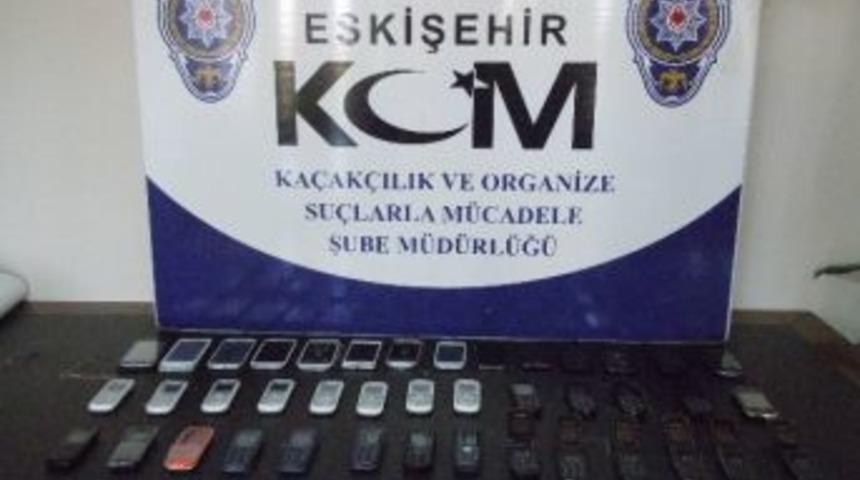 ESKİŞEHİR
KOM
KAÇAKÇILIK VE ORGANİZE
SUÇLARLA MÜCADELE
ŞUBE MÜDÜRLÜĞÜ